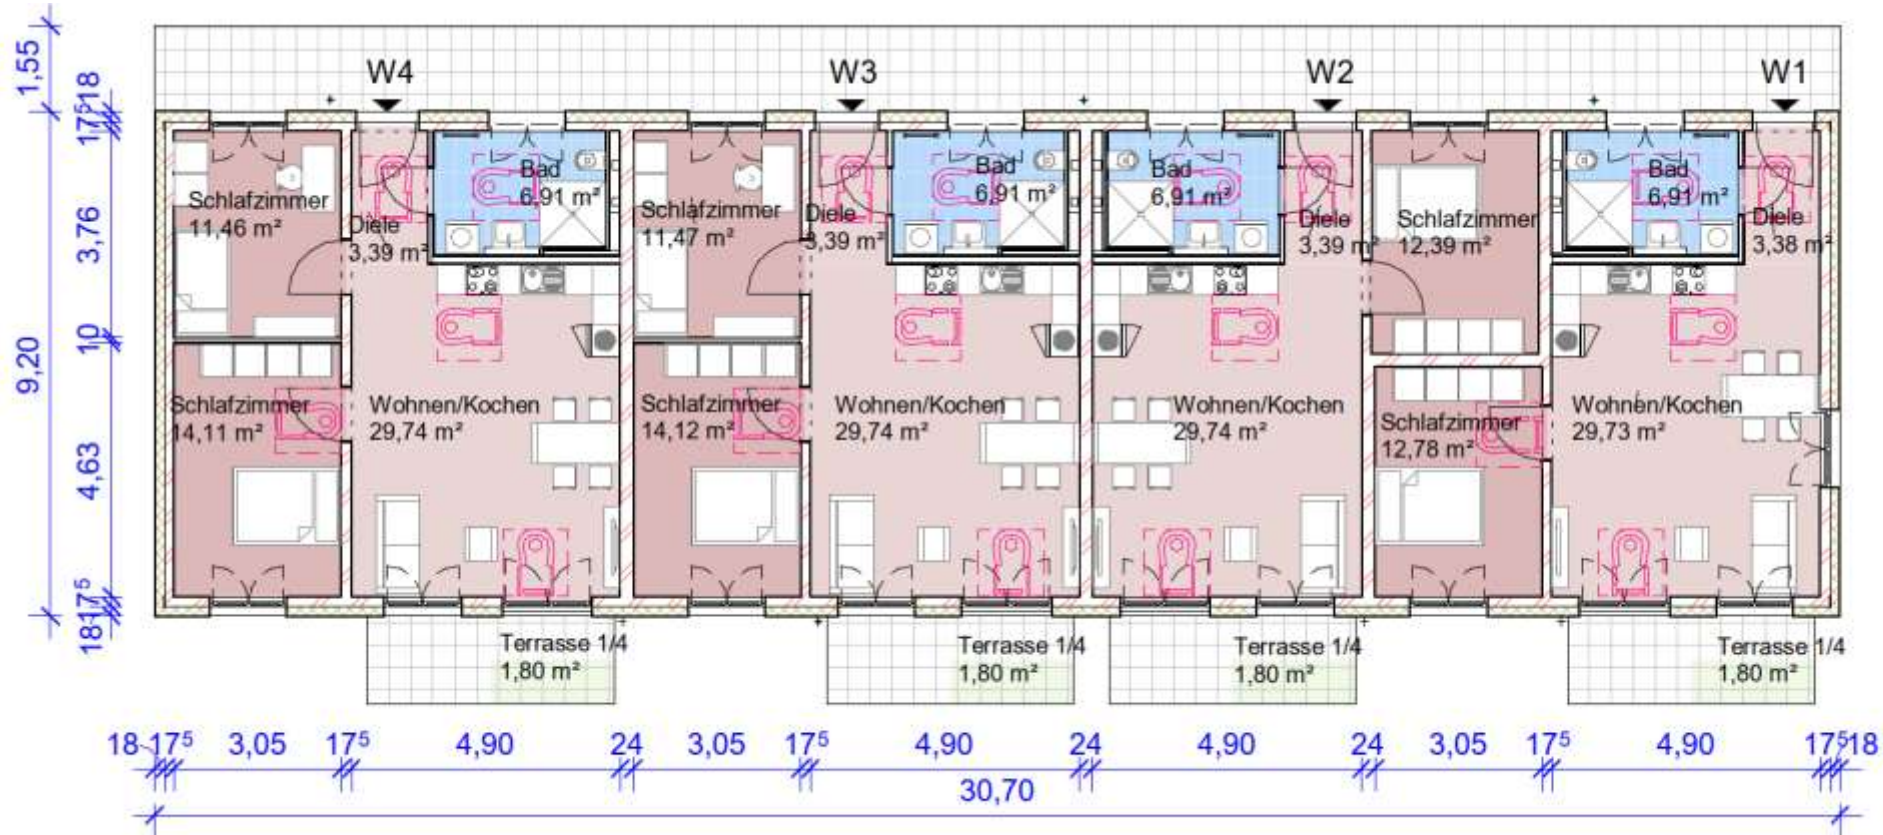 W4
W3
W2
W1
1,55
17⁵18
3,76
10
9,20
4,63
1817⁵
Schlafzimmer
11,46 m²
Diele
3,39 m²
Bad
6,91 m²
Schlafzimmer
11,47 m²
Diele
3,39 m²
Bad
6,91 m²
Bad
6,91 m²
Diele
3,39 m²
Schlafzimmer
12,39 m²
Bad
6,91 m²
Diele
3,38 m²
Schlafzimmer
14,11 m²
Wohnen/Kochen
29,74 m²
Schlafzimmer
14,12 m²
Wohnen/Kochen
29,74 m²
Wohnen/Kochen
29,74 m²
Schlafzimmer
12,78 m²
Wohnen/Kochen
29,73 m²
Terrasse 1/4
1,80 m²
Terrasse 1/4
1,80 m²
Terrasse 1/4
1,80 m²
Terrasse 1/4
1,80 m²
18 17⁵ 3,05 17⁵ 4,90 24 3,05 17⁵ 4,90 24 4,90 24 3,05 17⁵ 4,90 17⁵18
30,70